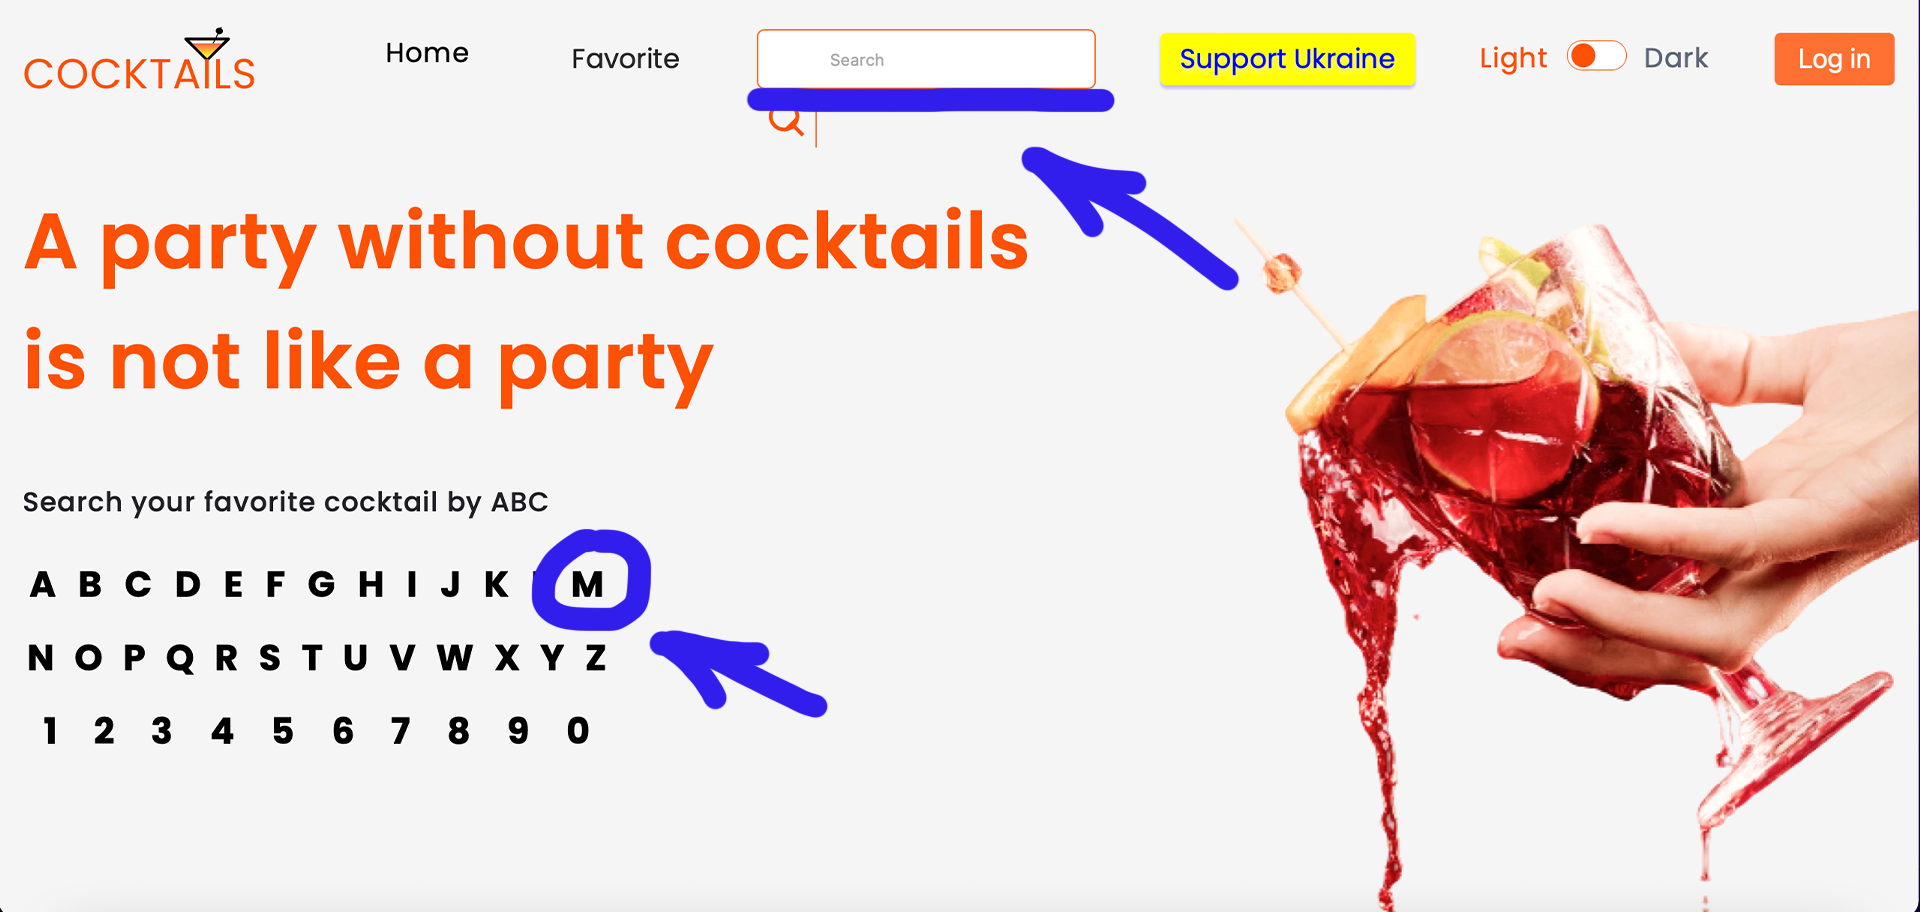 COCKTAILS
Home
Favorite
Search
Support Ukraine
Light
Dark
Log in
A party without cocktails
is not like a party
Search your favorite cocktail by ABC
A B C D E F G H I J K M
N O P Q R S T U V W X Y Z
1 2 3 4 5 6 7 8 9 0